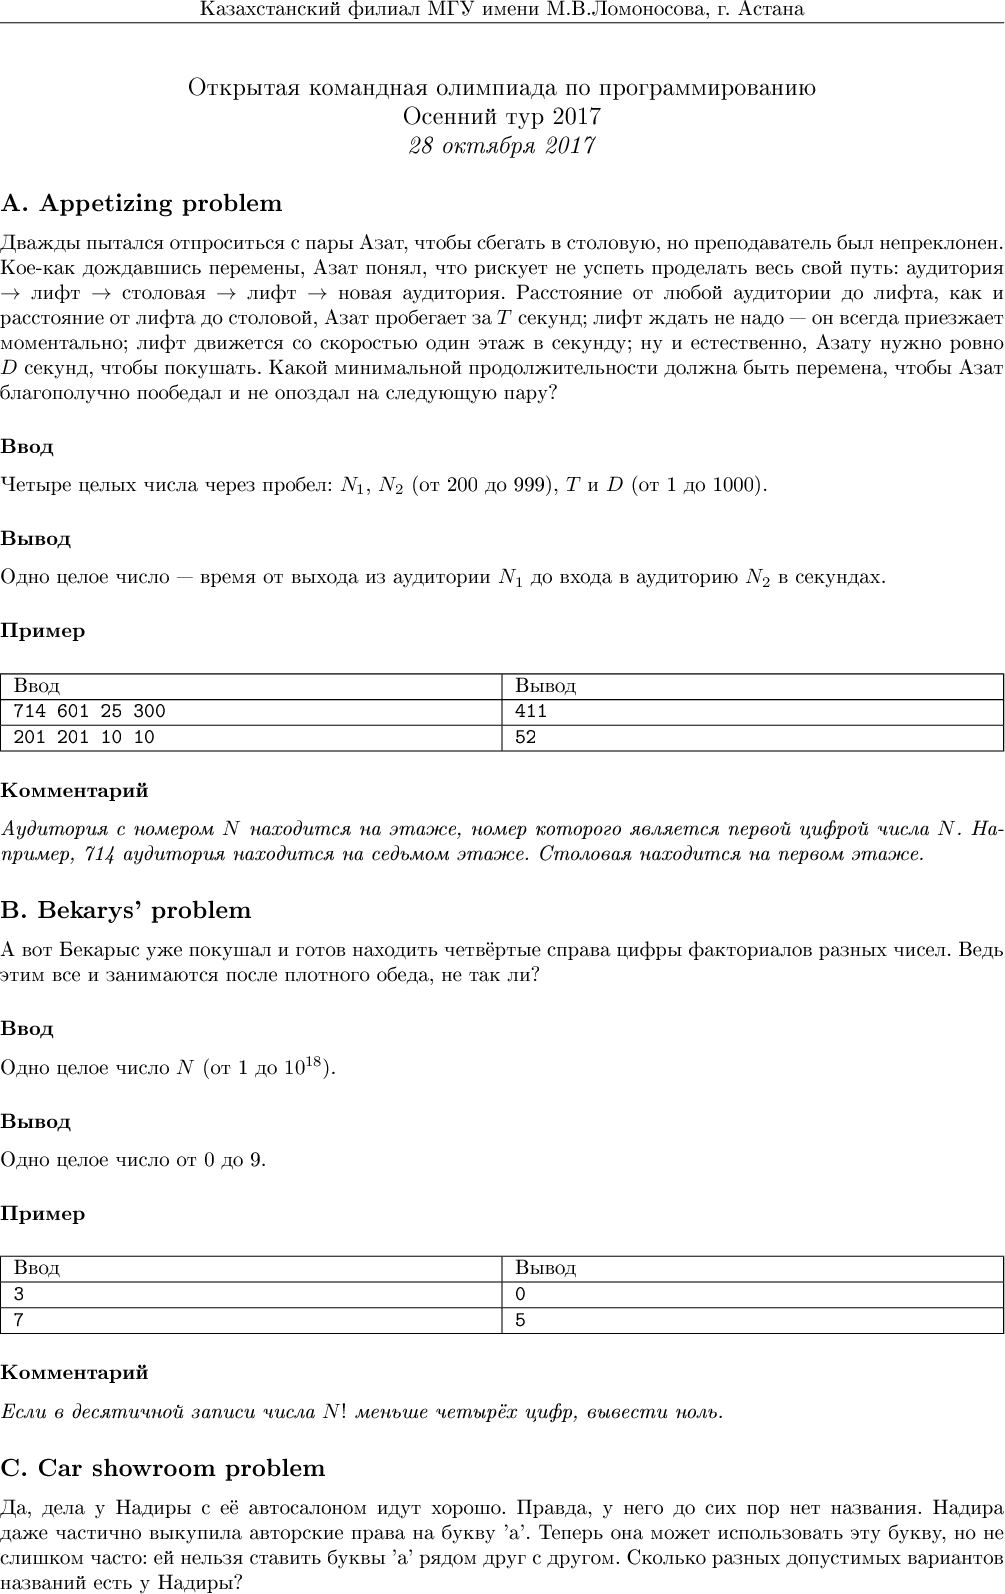 Казахстанский филиал МГУ имени М.В.Ломоносова, г. Астана
Открытая командная олимпиада по программированию
Осенний тур 2017
28 октября 2017
A. Appetizing problem
Дважды пытался отпроситься с пары Азат, чтобы сбегать в столовую, но преподаватель был непреклонен.
Кое-как дождавшись перемены, Азат понял, что рискует не успеть проделать весь свой путь: аудитория
→ лифт → столовая → лифт → новая аудитория. Расстояние от любой аудитории до лифта, как и
расстояние от лифта до столовой, Азат пробегает за T секунд; лифт ждать не надо — он всегда приезжает
моментально; лифт движется со скоростью один этаж в секунду; ну и естественно, Азату нужно ровно
D секунд, чтобы покушать. Какой минимальной продолжительности должна быть перемена, чтобы Азат
благополучно пообедал и не опоздал на следующую пару?
Ввод
Четыре целых числа через пробел: N₁, N₂ (от 200 до 999), T и D (от 1 до 1000).
Вывод
Одно целое число — время от выхода из аудитории N₁ до входа в аудиторию N₂ в секундах.
Пример
Ввод Вывод
714 601 25 300 411
201 201 10 10 52
Комментарий
Аудитория с номером N находится на этаже, номер которого является первой цифрой числа N. На-
пример, 714 аудитория находится на седьмом этаже. Столовая находится на первом этаже.
B. Bekarys' problem
А вот Бекарыс уже покушал и готов находить четвёртые справа цифры факториалов разных чисел. Ведь
этим все и занимаются после плотного обеда, не так ли?
Ввод
Одно целое число N (от 1 до 10¹⁸).
Вывод
Одно целое число от 0 до 9.
Пример
Ввод Вывод
3 0
7 5
Комментарий
Если в десятичной записи числа N! меньше четырёх цифр, вывести ноль.
C. Car showroom problem
Да, дела у Надиры с её автосалоном идут хорошо. Правда, у него до сих пор нет названия. Надира
даже частично выкупила авторские права на букву 'а'. Теперь она может использовать эту букву, но не
слишком часто: ей нельзя ставить буквы 'а' рядом друг с другом. Сколько разных допустимых вариантов
названий есть у Надиры?